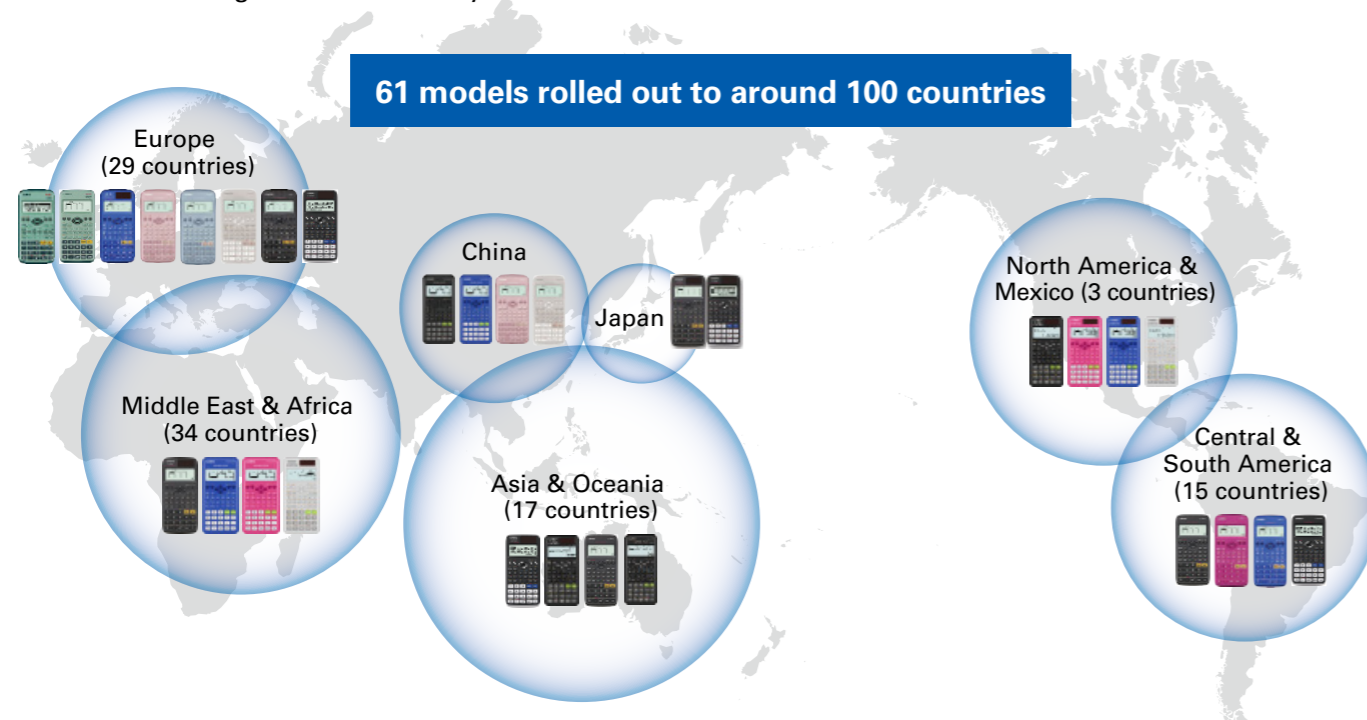 61 models rolled out to around 100 countries
Europe
(29 countries)
China
Japan
North America &
Mexico (3 countries)
Middle East & Africa
(34 countries)
Asia & Oceania
(17 countries)
Central &
South America
(15 countries)